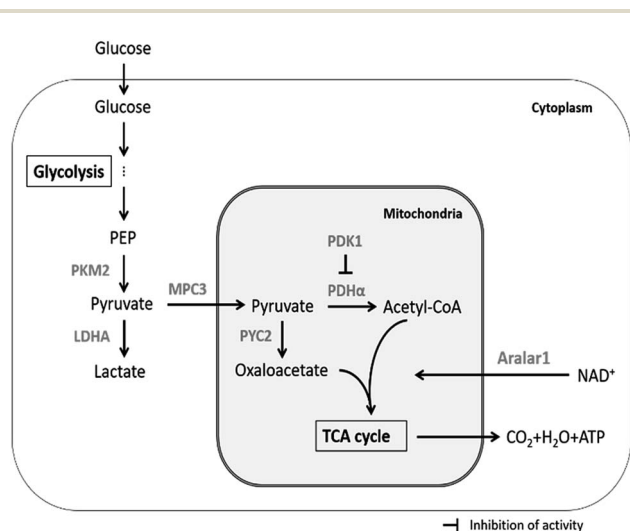 Glucose
Glucose
Cytoplasm
Glycolysis
Mitochondria
PEP
PDK1
PKM2
MPC3
PDHα
Pyruvate
Pyruvate
Acetyl-CoA
LDHA
PYC2
Aralar1
Lactate
Oxaloacetate
NAD⁺
TCA cycle
CO₂+H₂O+ATP
Inhibition of activity